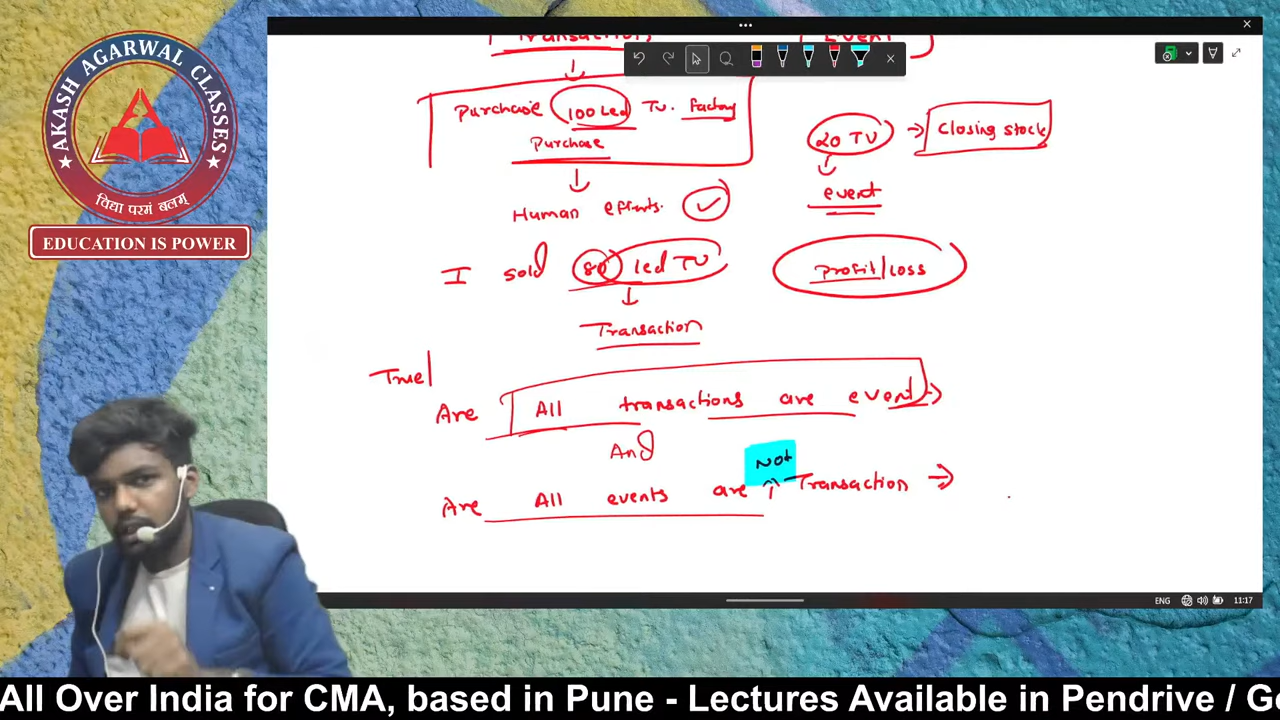 AKASH AGARWAL CLASSES
विद्या परमं बलम्
EDUCATION IS POWER
Transaction
Event
Purchase 100 Led TV. Factory
Purchase
20 TV → Closing stock
event
Human efforts.
I sold 80 led TV
profit/loss
Transaction
True
Are All transactions are event
And
Not
Are All events are Transaction
ENG 11:17
All Over India for CMA, based in Pune - Lectures Available in Pendrive / G